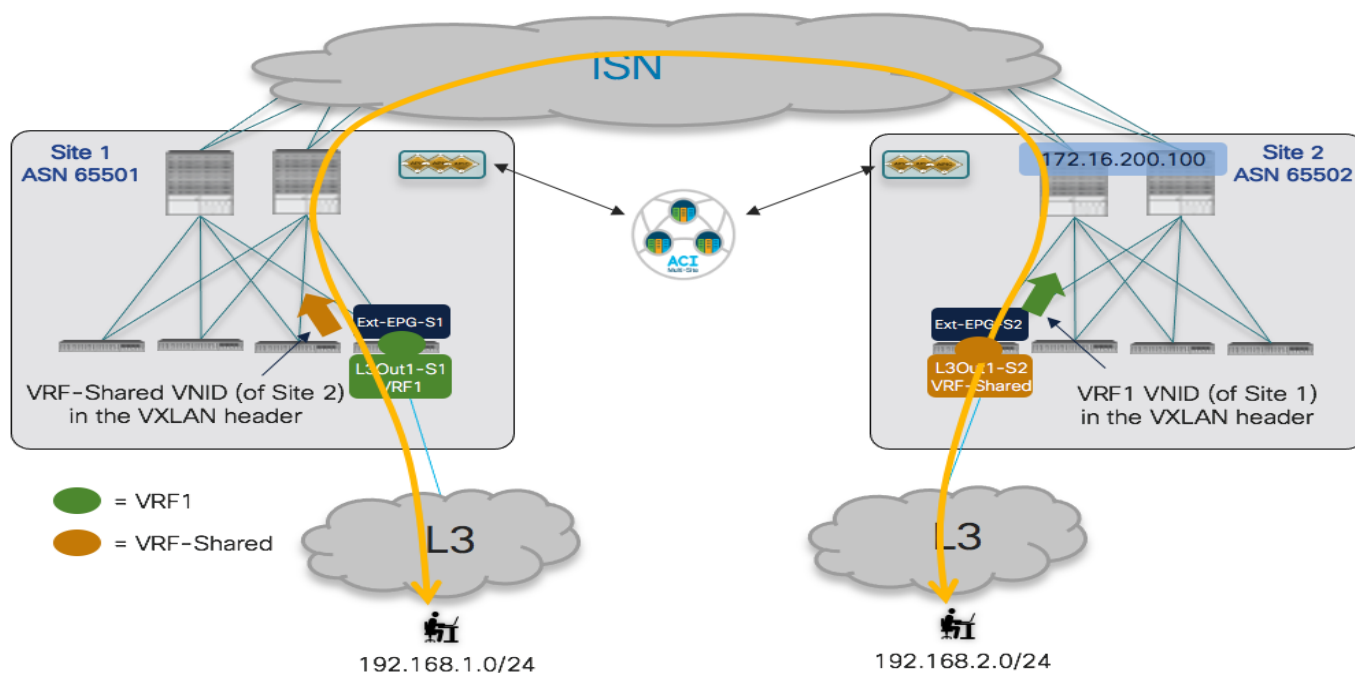 ISN
Site 1
ASN 65501
172.16.200.100
Site 2
ASN 65502
ACI
Multi-Site
Ext-EPG-S1
L3Out1-S1
VRF1
Ext-EPG-S2
L3Out1-S2
VRF-Shared
VRF-Shared VNID (of Site 2)
in the VXLAN header
VRF1 VNID (of Site 1)
in the VXLAN header
= VRF1
= VRF-Shared
L3
L3
192.168.1.0/24
192.168.2.0/24